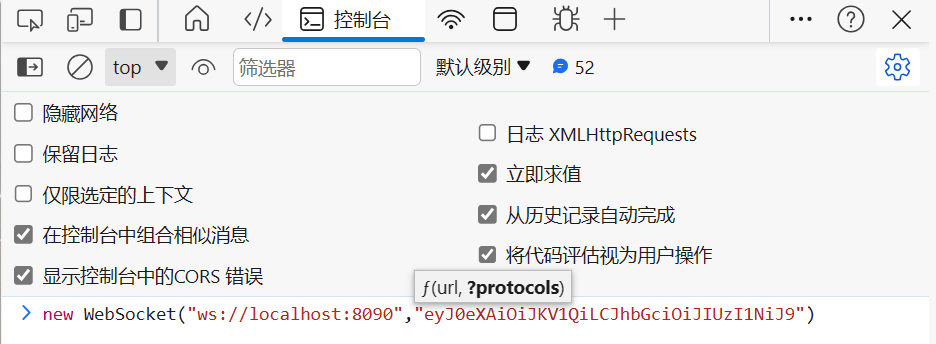 控制台
top
筛选器
默认级别
52
隐藏网络
保留日志
仅限选定的上下文
在控制台中组合相似消息
显示控制台中的CORS 错误
日志 XMLHttpRequests
立即求值
从历史记录自动完成
将代码评估视为用户操作
ƒ(url, ?protocols)
new WebSocket("ws://localhost:8090","eyJ0eXAiOiJKV1QiLCJhbGciOiJIUzI1NiJ9")